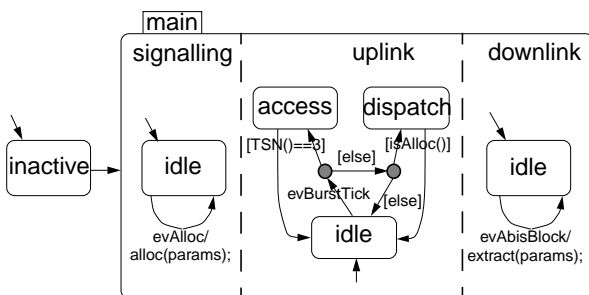 main
signalling
uplink
downlink
access
dispatch
[TSN()==3]
[isAlloc()]
[else]
inactive
idle
idle
evBurstTick
[else]
evAlloc/
alloc(params);
idle
evAbisBlock/
extract(params);